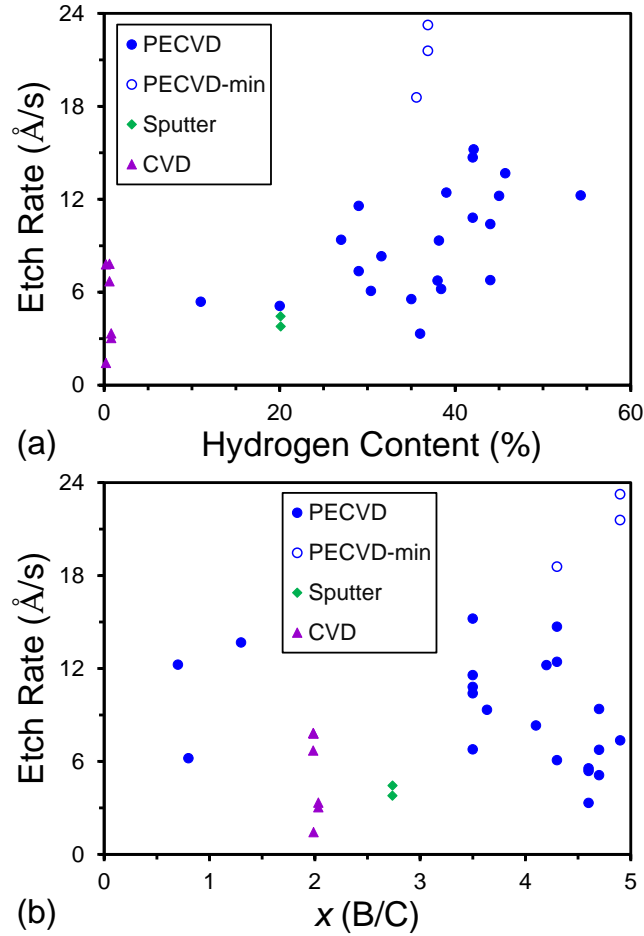 24
18
12
6
0
Etch Rate (Å/s)
PECVD
PECVD-min
Sputter
CVD
0 20 40 60
(a) Hydrogen Content (%)
24
18
12
6
0
Etch Rate (Å/s)
PECVD
PECVD-min
Sputter
CVD
0 1 2 3 4 5
(b) x (B/C)